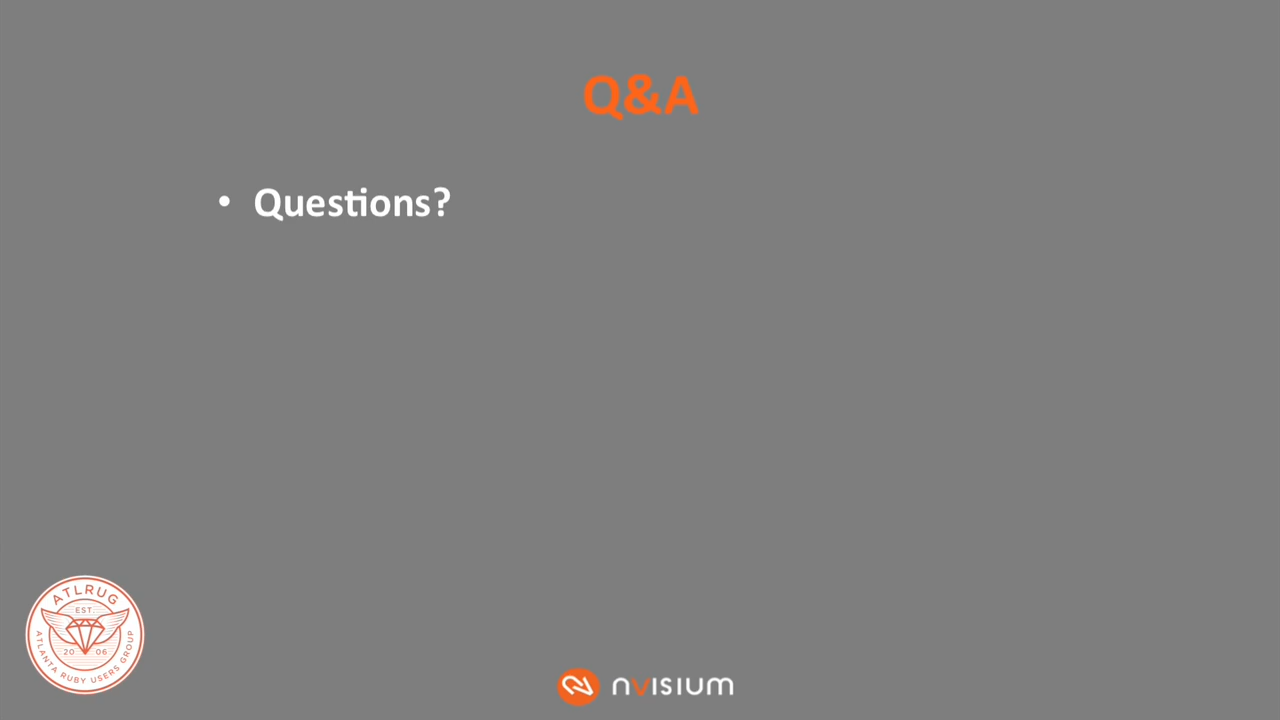 Q&A
• Questions?
ATLRUG
EST.
20 06
ATLANTA RUBY USERS GROUP
nvisium